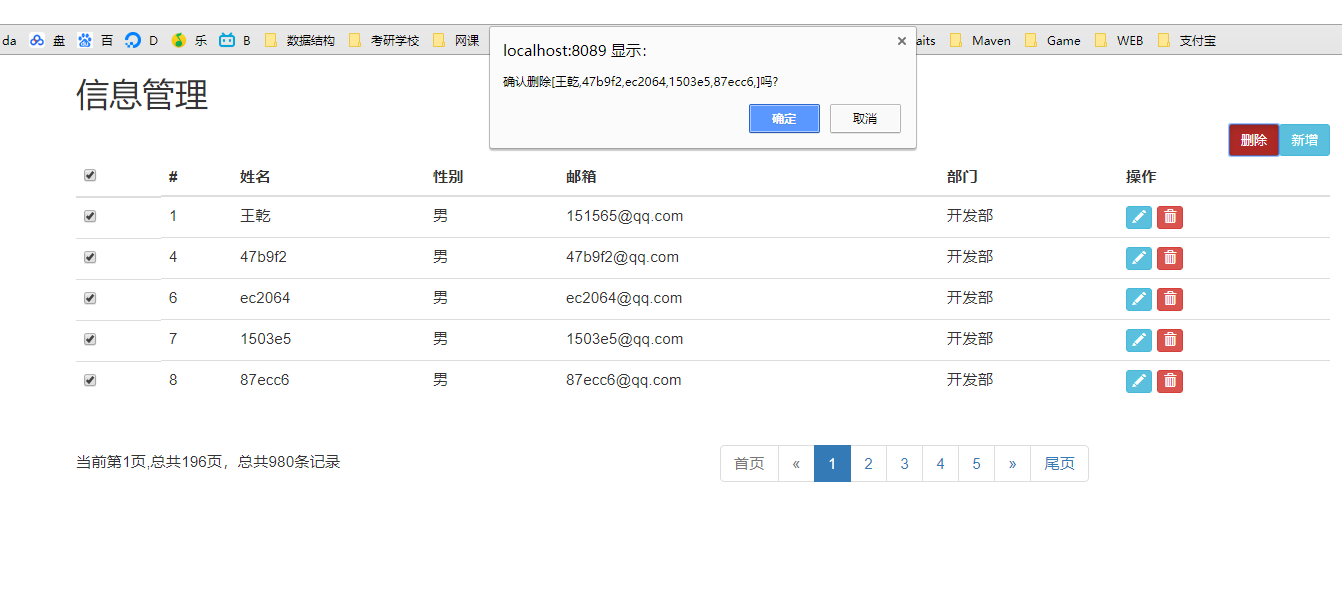 da 盘 百 D 乐 B 数据结构 考研学校 网课 aits Maven Game WEB 支付宝
localhost:8089 显示：
确认删除[王乾,47b9f2,ec2064,1503e5,87ecc6,]吗?
确定 取消
信息管理
删除 新增
# 姓名 性别 邮箱 部门 操作
1 王乾 男 151565@qq.com 开发部
4 47b9f2 男 47b9f2@qq.com 开发部
6 ec2064 男 ec2064@qq.com 开发部
7 1503e5 男 1503e5@qq.com 开发部
8 87ecc6 男 87ecc6@qq.com 开发部
当前第1页,总共196页，总共980条记录
首页 « 1 2 3 4 5 » 尾页